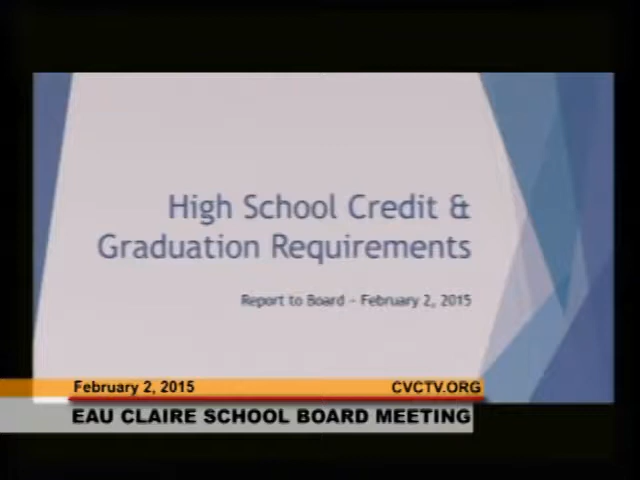 High School Credit &
Graduation Requirements
Report to Board - February 2, 2015
February 2, 2015 CVCTV.ORG
EAU CLAIRE SCHOOL BOARD MEETING